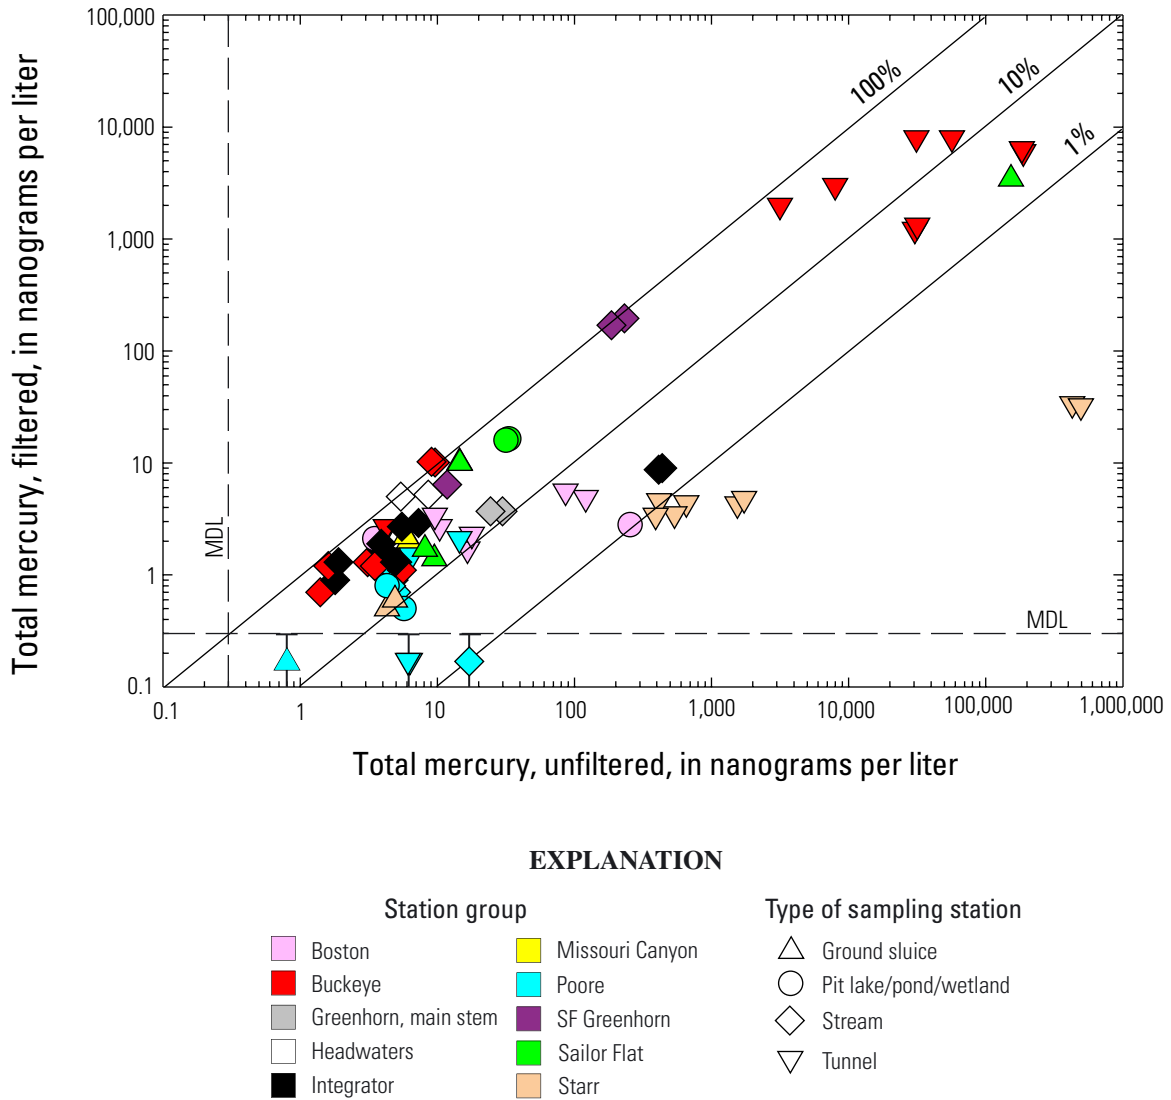 Total mercury, filtered, in nanograms per liter
100,000
10,000
1,000
100
10
1
0.1
100%
10%
1%
MDL
MDL
0.1
1
10
100
1,000
10,000
100,000
1,000,000
Total mercury, unfiltered, in nanograms per liter
EXPLANATION
Station group
Boston
Buckeye
Greenhorn, main stem
Headwaters
Integrator
Missouri Canyon
Poore
SF Greenhorn
Sailor Flat
Starr
Type of sampling station
Ground sluice
Pit lake/pond/wetland
Stream
Tunnel